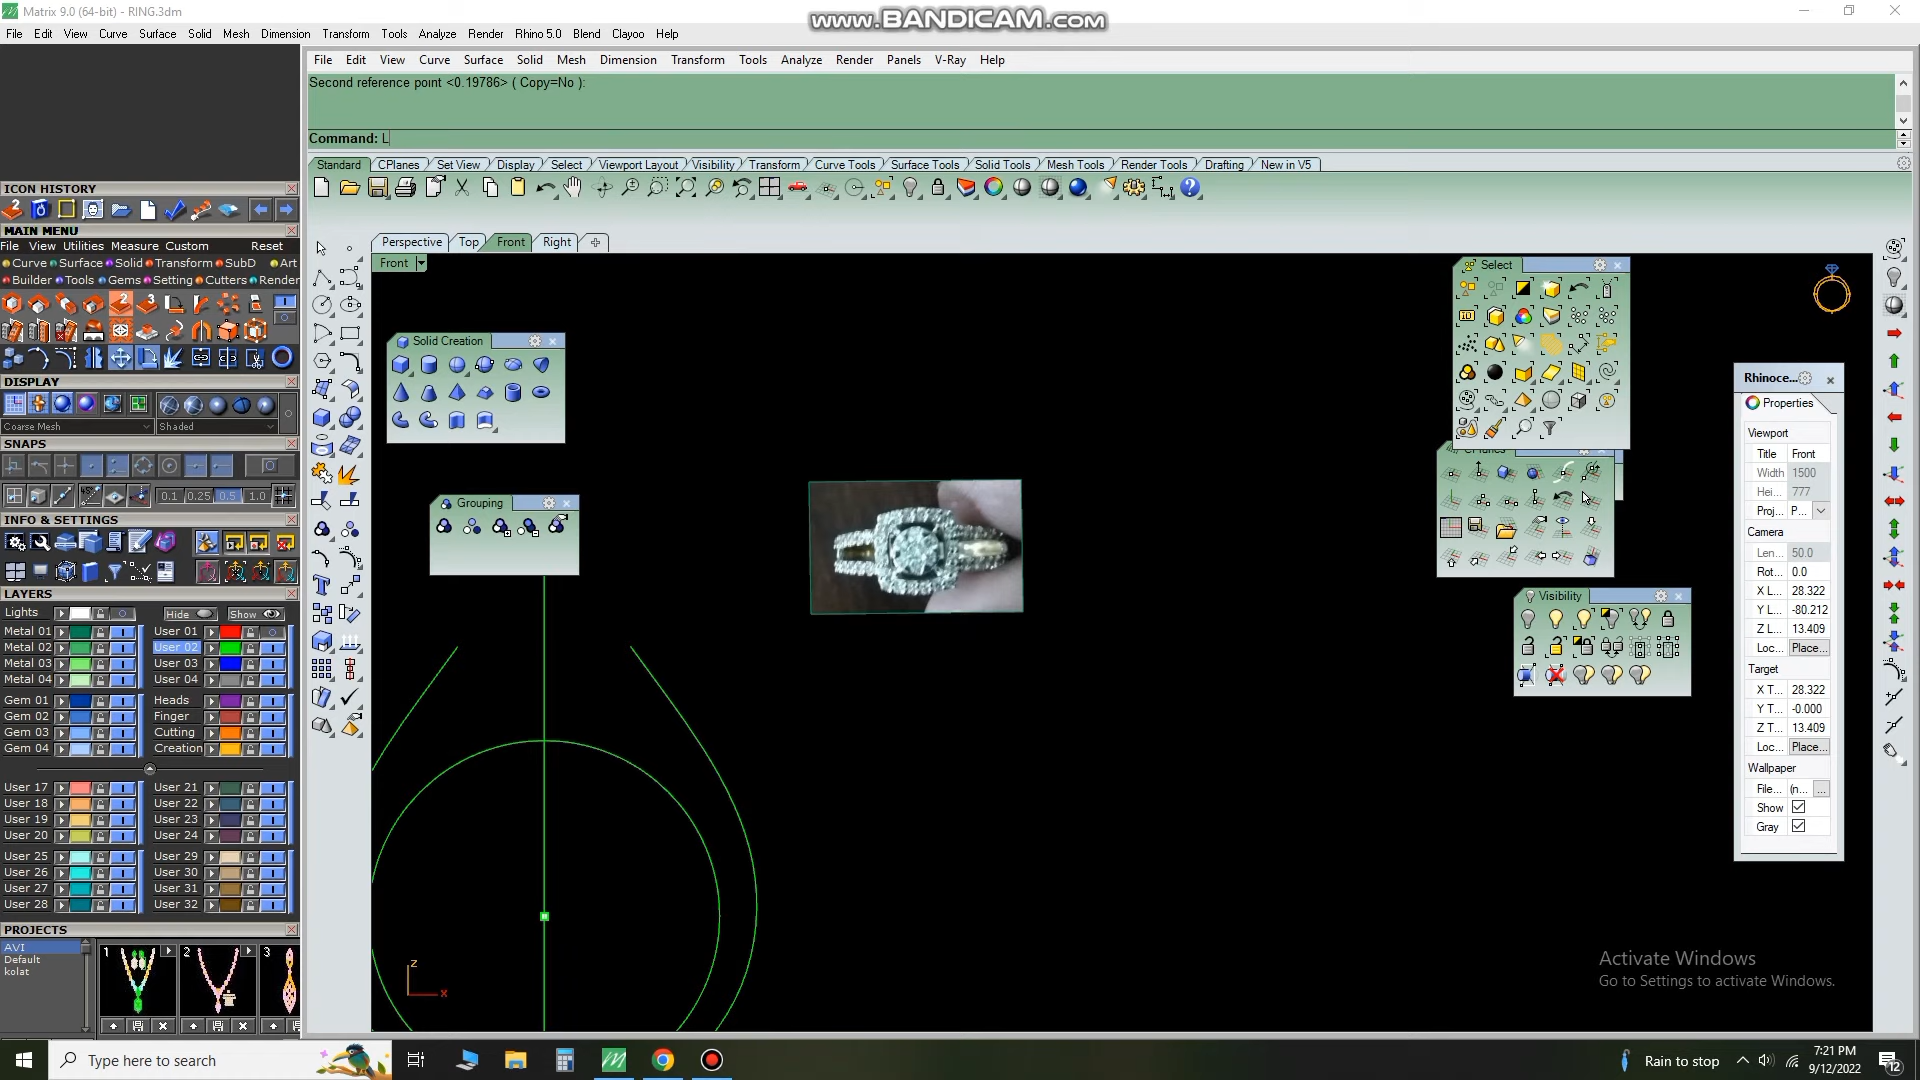 Matrix 9.0 (64-bit) - RING.3dm
www.BANDICAM.com
File Edit View Curve Surface Solid Mesh Dimension Transform Tools Analyze Render Rhino 5.0 Blend Clayoo Help
File Edit View Curve Surface Solid Mesh Dimension Transform Tools Analyze Render Panels V-Ray Help
Second reference point <0.19786> ( Copy=No ):
Command: L
Standard CPlanes Set View Display Select Viewport Layout Visibility Transform Curve Tools Surface Tools Solid Tools Mesh Tools Render Tools Drafting New in V5
ICON HISTORY
MAIN MENU
File View Utilities Measure Custom Reset
Curve Surface Solid Transform SubD Art
Builder Tools Gems Setting Cutters Render
DISPLAY
Coarse Mesh Shaded
SNAPS
0.1 0.25 0.5 1.0
INFO & SETTINGS
LAYERS
Lights Hide Show
Metal 01 User 01
Metal 02 User 02
Metal 03 User 03
Metal 04 User 04
Gem 01 Heads
Gem 02 Finger
Gem 03 Cutting
Gem 04 Creation
User 17 User 21
User 18 User 22
User 19 User 23
User 20 User 24
User 25 User 29
User 26 User 30
User 27 User 31
User 28 User 32
PROJECTS
AVI
Default
kolat
1 2 3
Perspective Top Front Right
Front
Solid Creation
Grouping
z
x
Select
Visibility
Rhinoce...
Properties
Viewport
Title Front
Width 1500
Hei... 777
Proj... P...
Camera
Len... 50.0
Rot... 0.0
X L... 28.322
Y L... -80.212
Z L... 13.409
Loc... Place...
Target
X T... 28.322
Y T... -0.000
Z T... 13.409
Loc... Place...
Wallpaper
File... (n... ...
Show
Gray
Activate Windows
Go to Settings to activate Windows.
Type here to search
Rain to stop
7:21 PM
9/12/2022
12